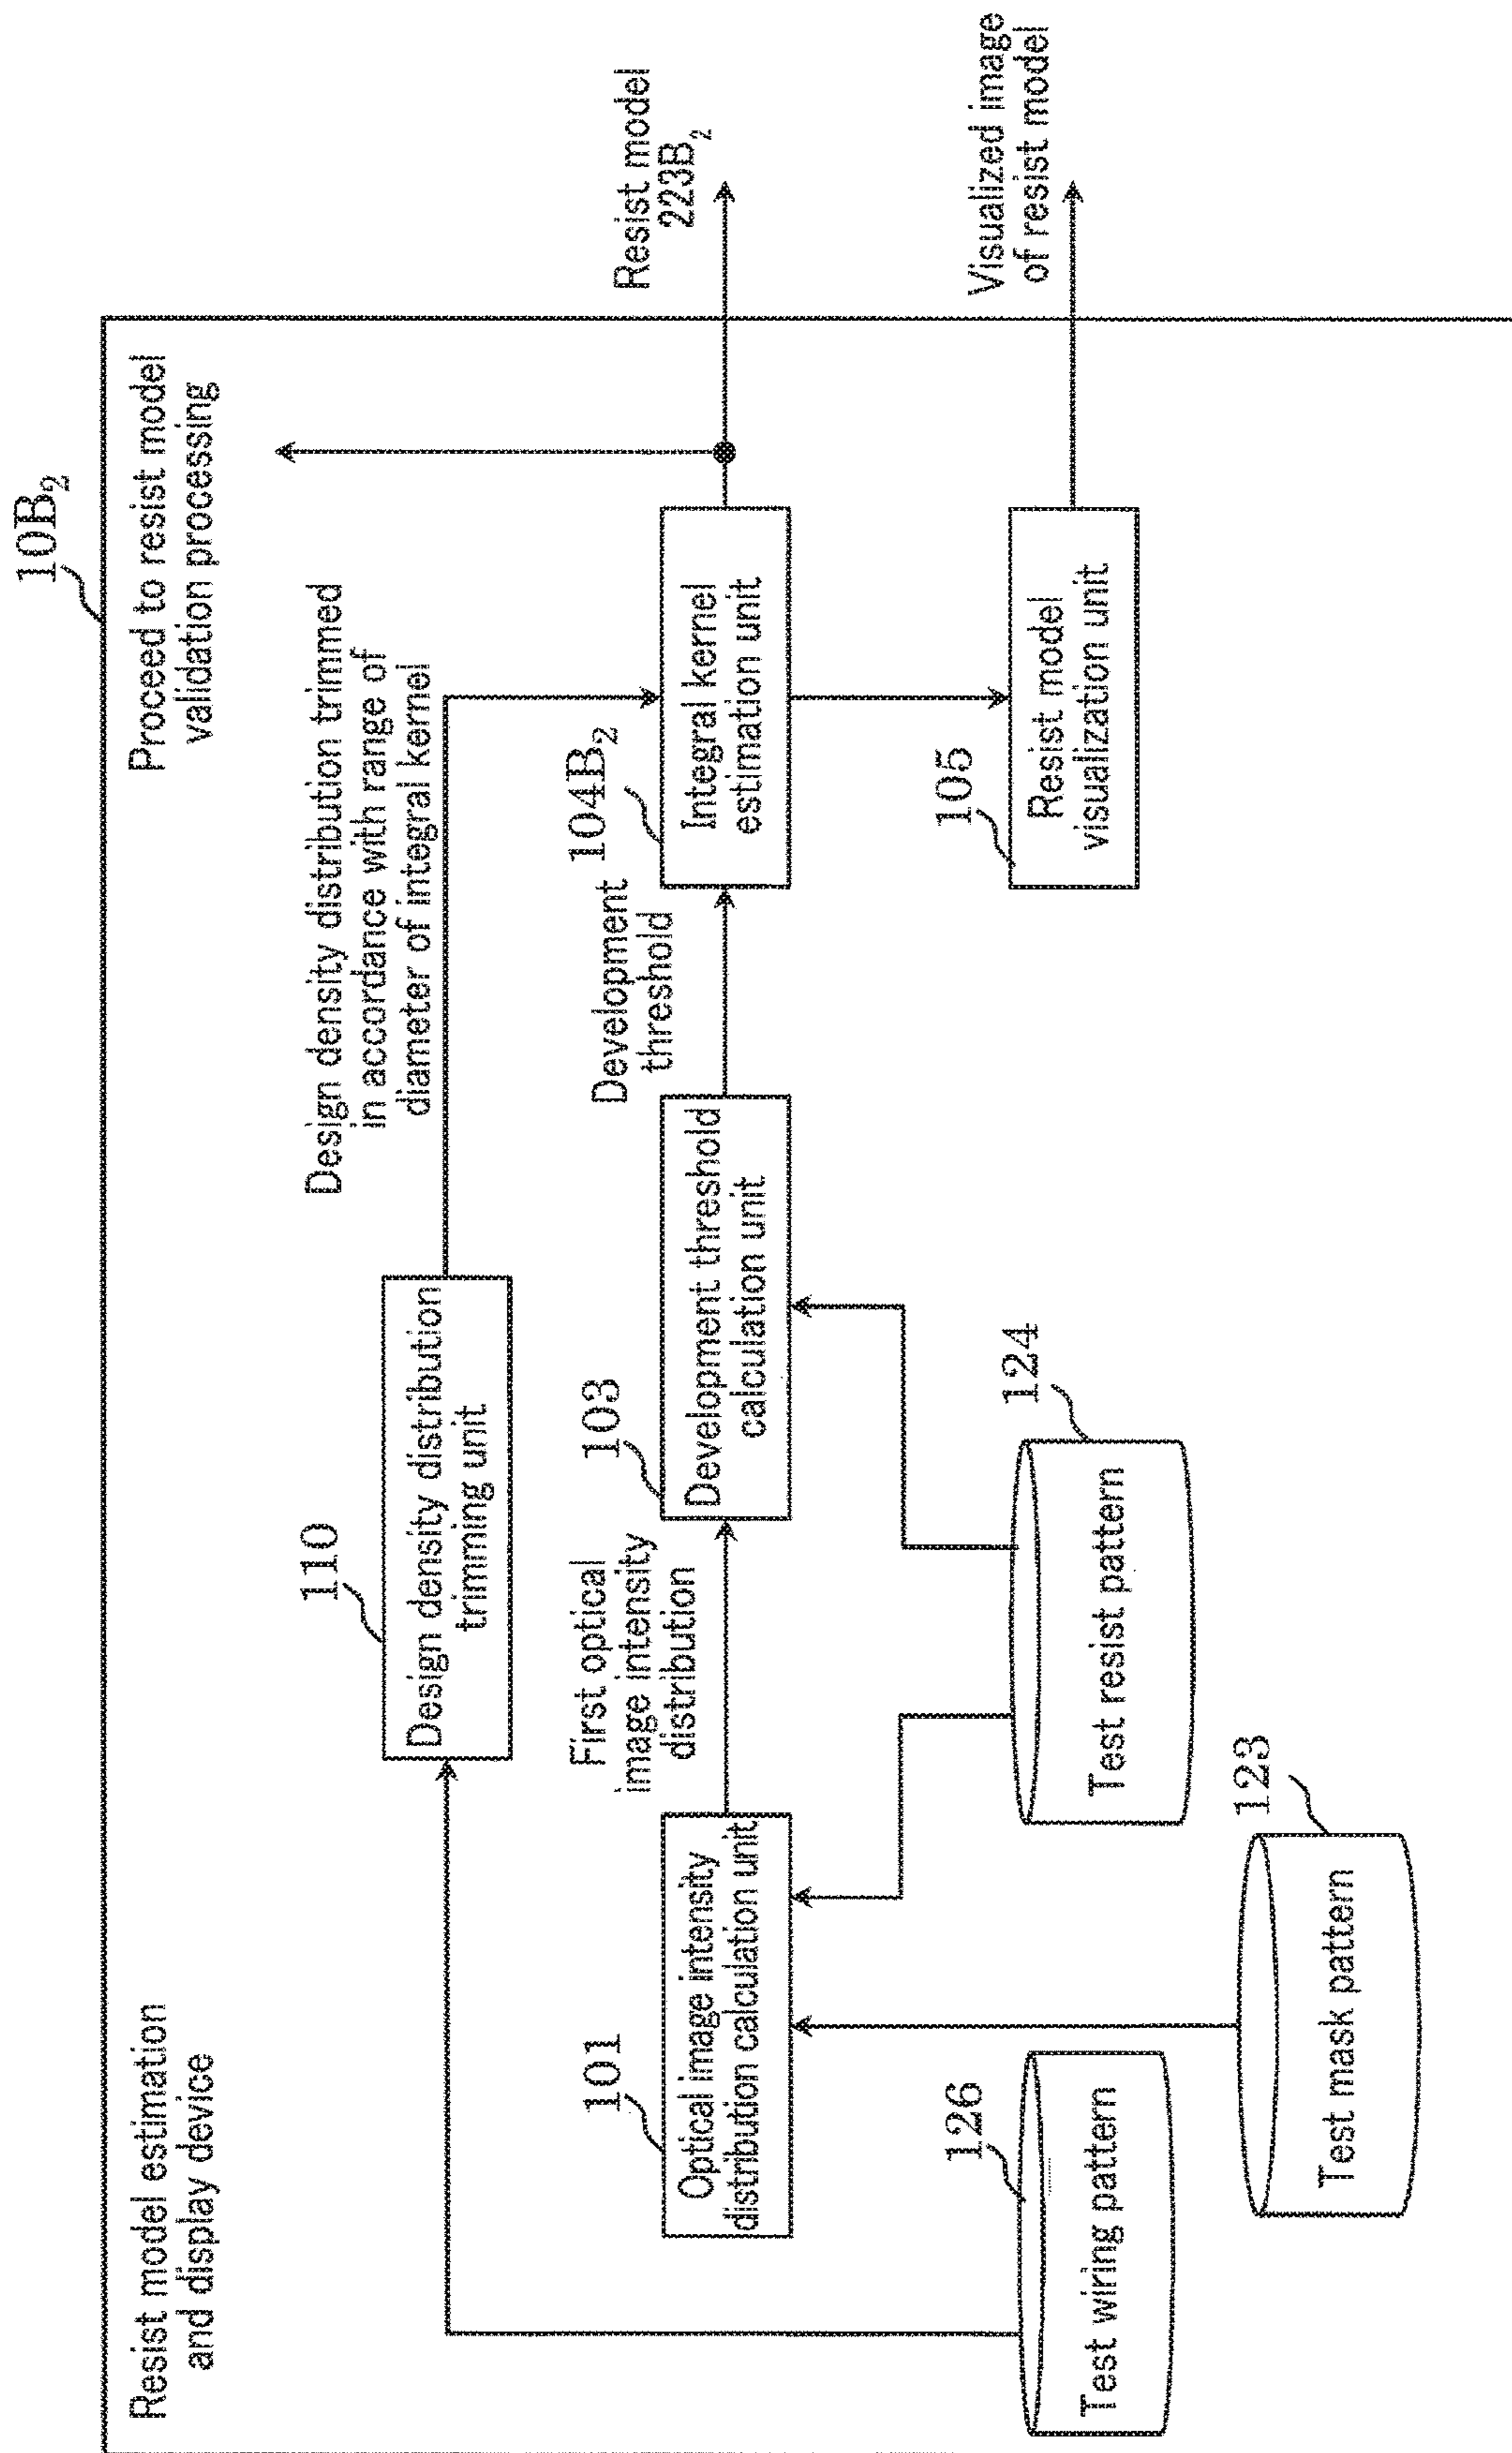 10B2
Resist model estimation
and display device
Proceed to resist model
validation processing
Design density distribution trimmed
in accordance with range of
diameter of integral kernel
110
Design density distribution
trimming unit
First optical
image intensity
distribution
Development
threshold
Resist model
223B2
101
Optical image intensity
distribution calculation unit
103
Development threshold
calculation unit
104B2
Integral kernel
estimation unit
105
Resist model
visualization unit
Visualized image
of resist model
126
Test wiring pattern
124
Test resist pattern
123
Test mask pattern